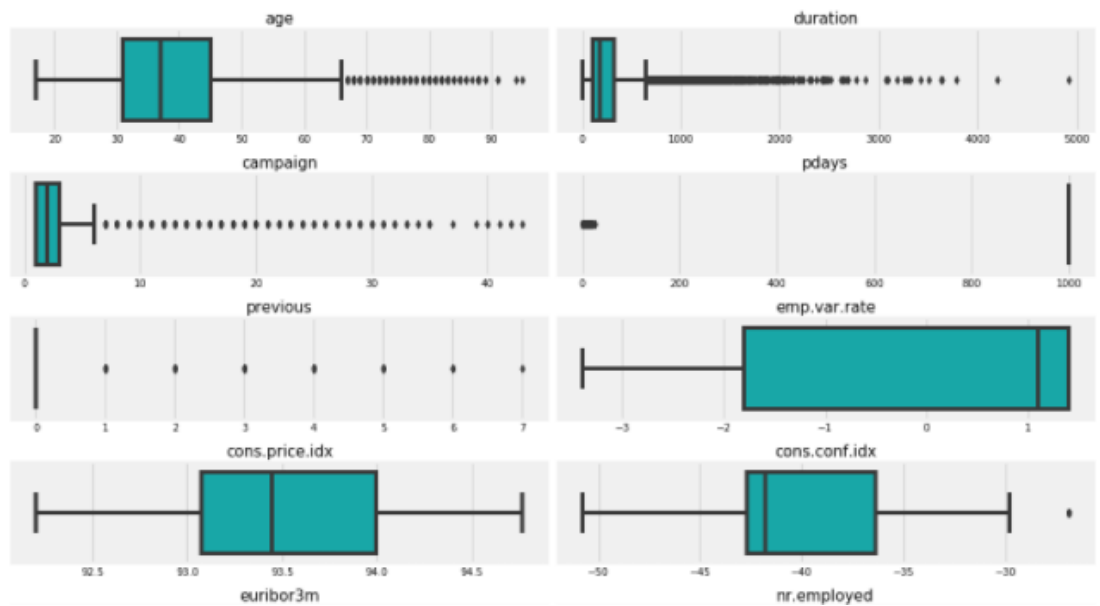 age duration
20 30 40 50 60 70 80 90 0 1000 2000 3000 4000 5000
campaign pdays
0 10 20 30 40 0 200 400 600 800 1000
previous emp.var.rate
0 1 2 3 4 5 6 7 −3 −2 −1 0 1
cons.price.idx cons.conf.idx
92.5 93.0 93.5 94.0 94.5 −50 −45 −40 −35 −30
euribor3m nr.employed